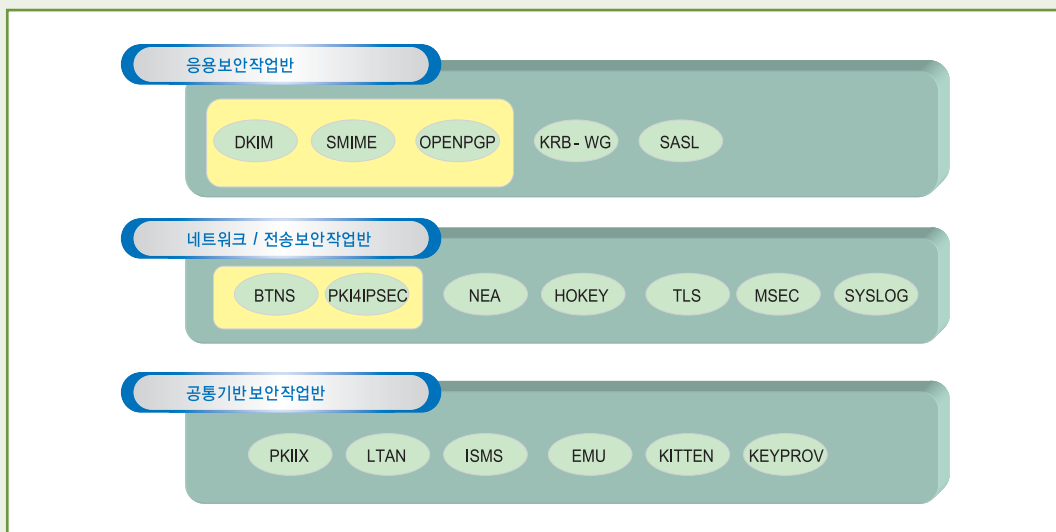 응용보안작업반
DKIM SMIME OPENPGP KRB- WG SASL
네트워크 / 전송보안작업반
BTNS PKI4IPSEC NEA HOKEY TLS MSEC SYSLOG
공통기반보안작업반
PKIIX LTAN ISMS EMU KITTEN KEYPROV